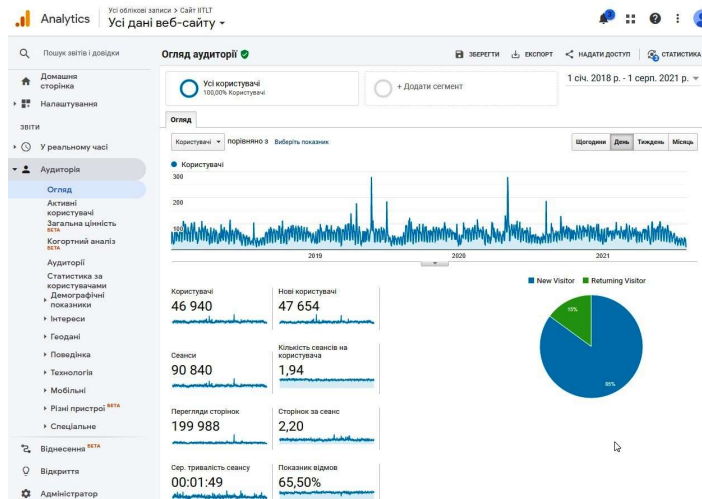 Analytics
Усі облікові записи > Сайт IITLT
Усі дані веб-сайту
Пошук звітів і довідки
Домашня сторінка
Налаштування
ЗВІТИ
У реальному часі
Аудиторія
Огляд
Активні користувачі
Загальна цінність
БЕТА
Когортний аналіз
БЕТА
Аудиторії
Статистика за користувачами
Демографічні показники
Інтереси
Геодані
Поведінка
Технологія
Мобільні
Різні пристрої БЕТА
Спеціальне
Віднесення БЕТА
Відкриття
Адміністратор
Огляд аудиторії
ЗБЕРЕГТИ
ЕКСПОРТ
НАДАТИ ДОСТУП
СТАТИСТИКА
Усі користувачі
100,00% Користувачі
+ Додати сегмент
1 січ. 2018 р. - 1 серп. 2021 р.
Огляд
Користувачі порівняно з Виберіть показник
Щогодини День Тиждень Місяць
Користувачі
300
200
100
2019 2020 2021
Користувачі
46 940
Нові користувачі
47 654
Сеанси
90 840
Кількість сеансів на користувача
1,94
Перегляди сторінок
199 988
Сторінок за сеанс
2,20
Сер. тривалість сеансу
00:01:49
Показник відмов
65,50%
New Visitor Returning Visitor
15%
85%